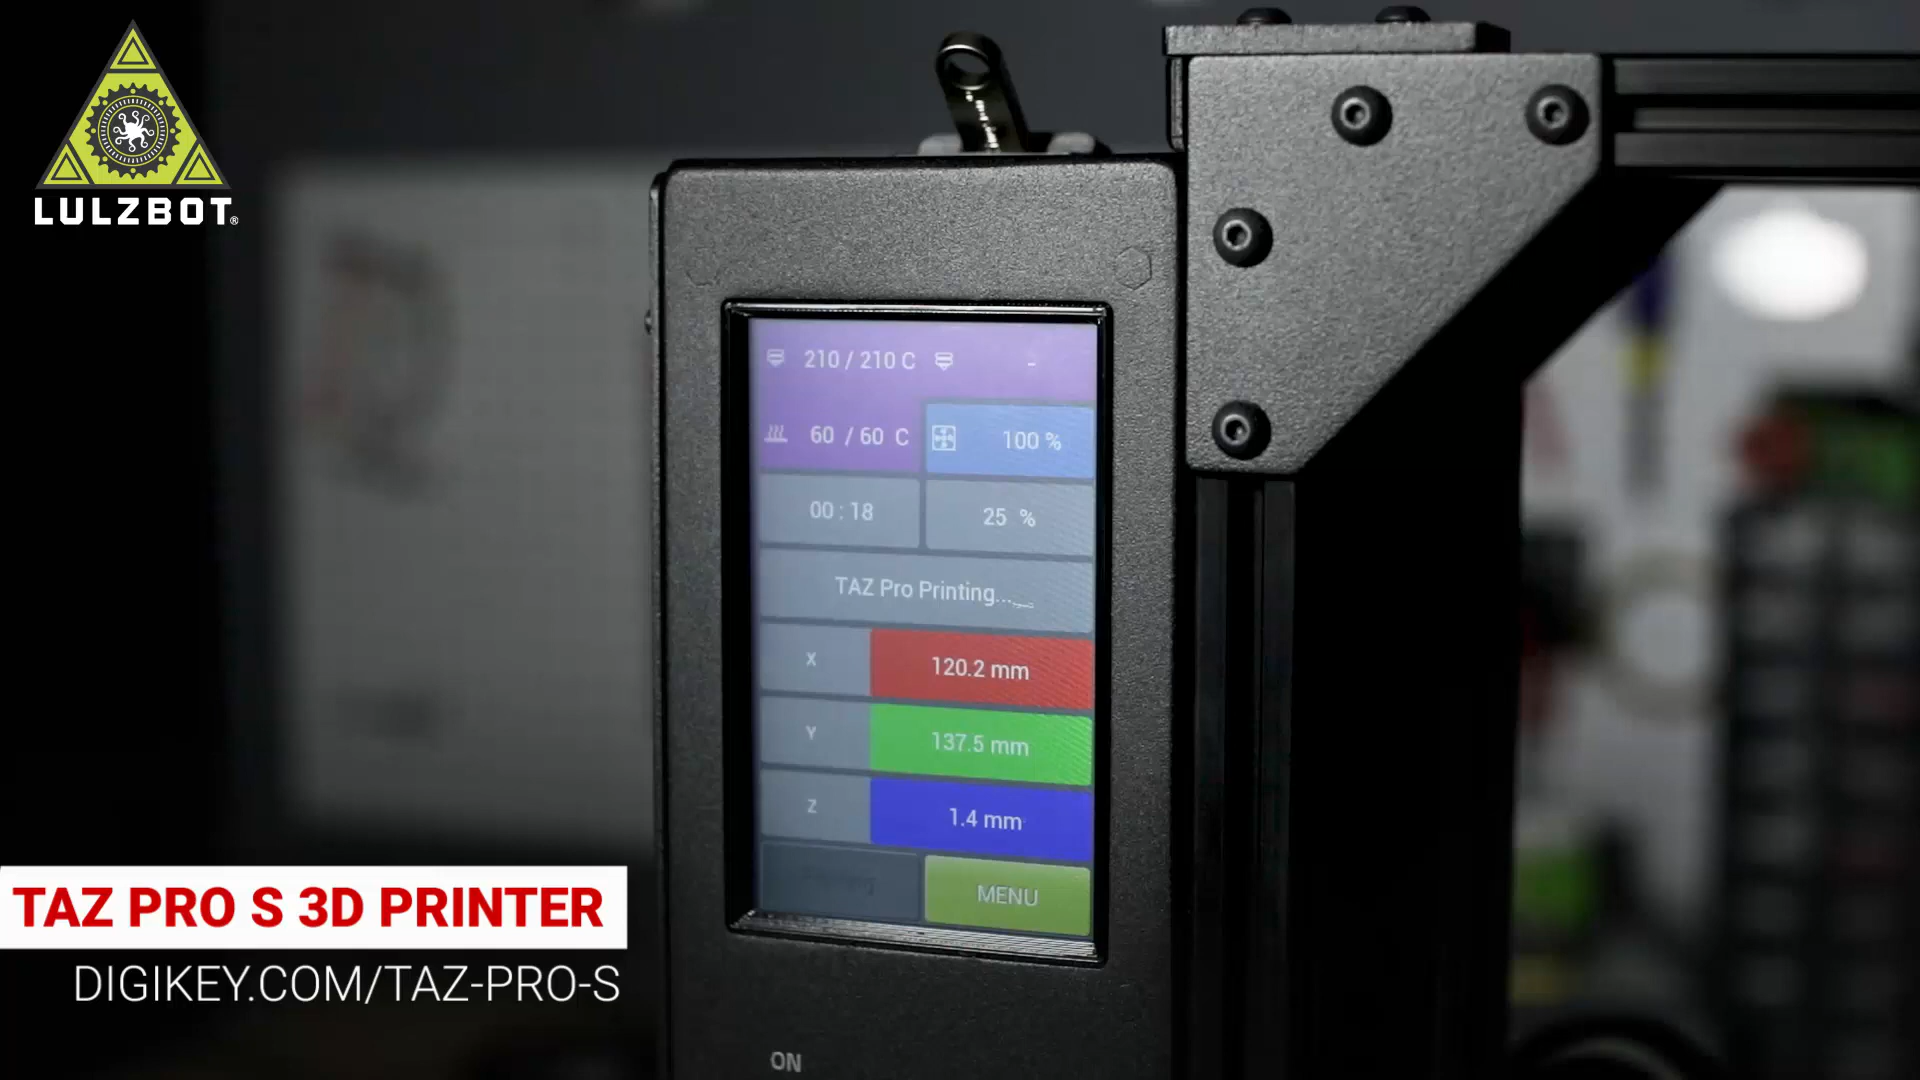 LULZBOT®
210 / 210 C -
60 / 60 C 100 %
00 : 18 25 %
TAZ Pro Printing...
X 120.2 mm
Y 137.5 mm
Z 1.4 mm
MENU
TAZ PRO S 3D PRINTER
DIGIKEY.COM/TAZ-PRO-S
ON